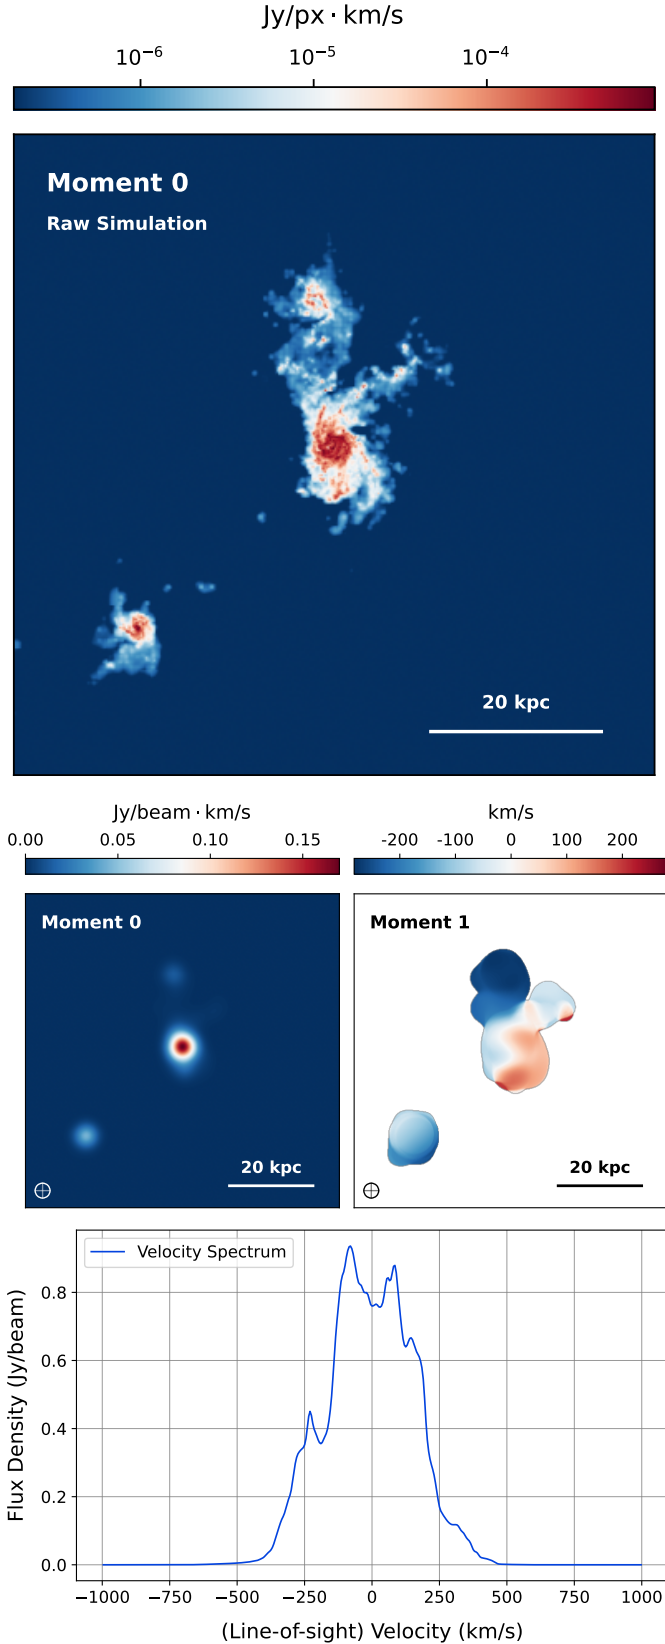 Jy/px · km/s
10⁻⁶ 10⁻⁵ 10⁻⁴
Moment 0
Raw Simulation
20 kpc
Jy/beam · km/s
0.00 0.05 0.10 0.15
Moment 0
20 kpc
km/s
-200 -100 0 100 200
Moment 1
20 kpc
Velocity Spectrum
Flux Density (Jy/beam)
0.8
0.6
0.4
0.2
0.0
−1000 −750 −500 −250 0 250 500 750 1000
(Line-of-sight) Velocity (km/s)